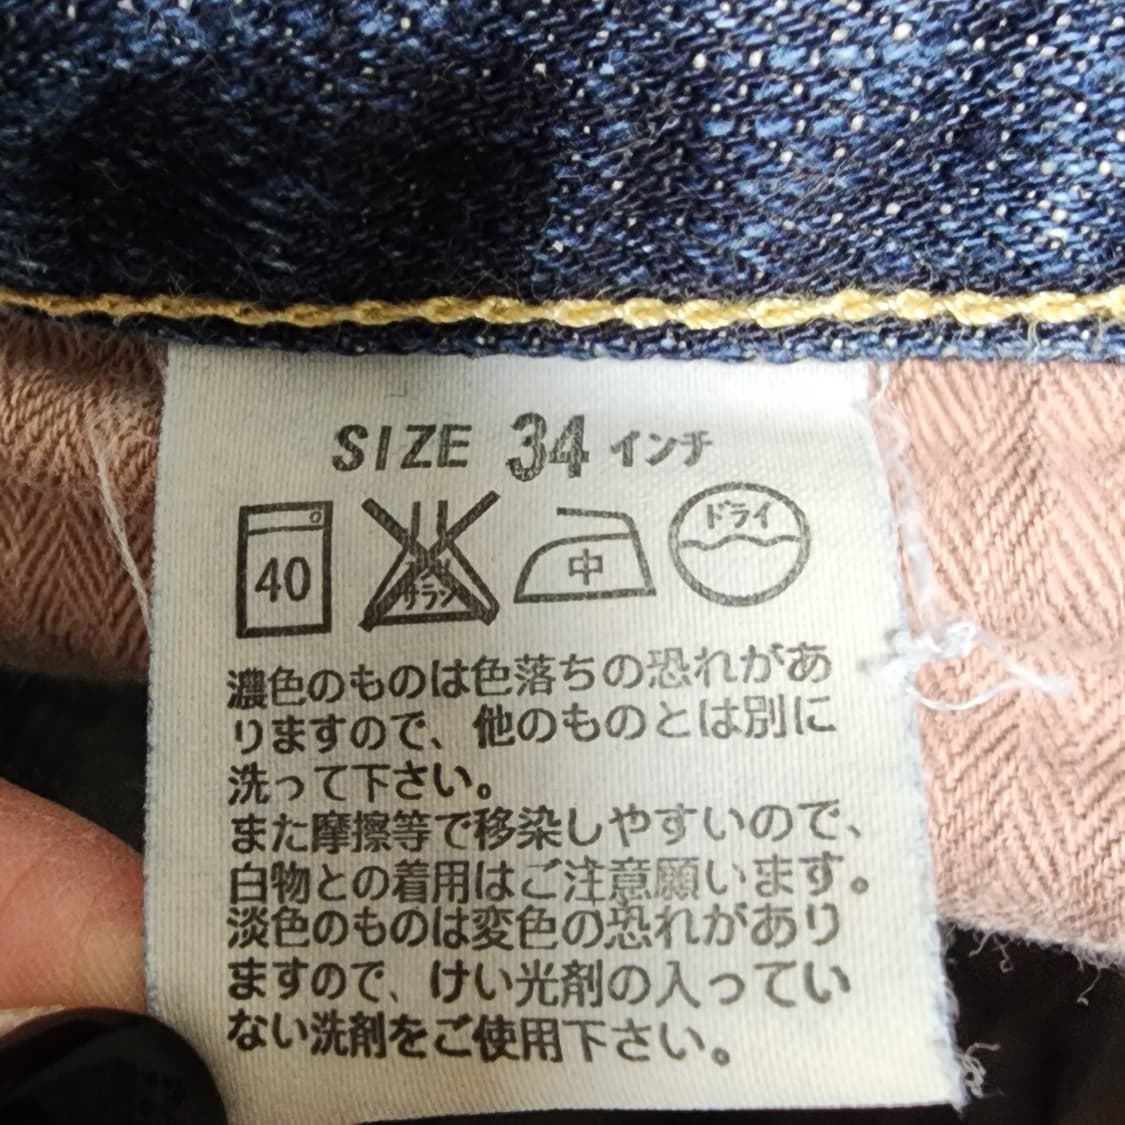 SIZE 34 インチ
40 サラシ 中 ドライ
濃色のものは色落ちの恐れがあ
りますので、他のものとは別に
洗って下さい。
また摩擦等で移染しやすいので、
白物との着用はご注意願います。
淡色のものは変色の恐れがあり
ますので、けい光剤の入ってい
ない洗剤をご使用下さい。